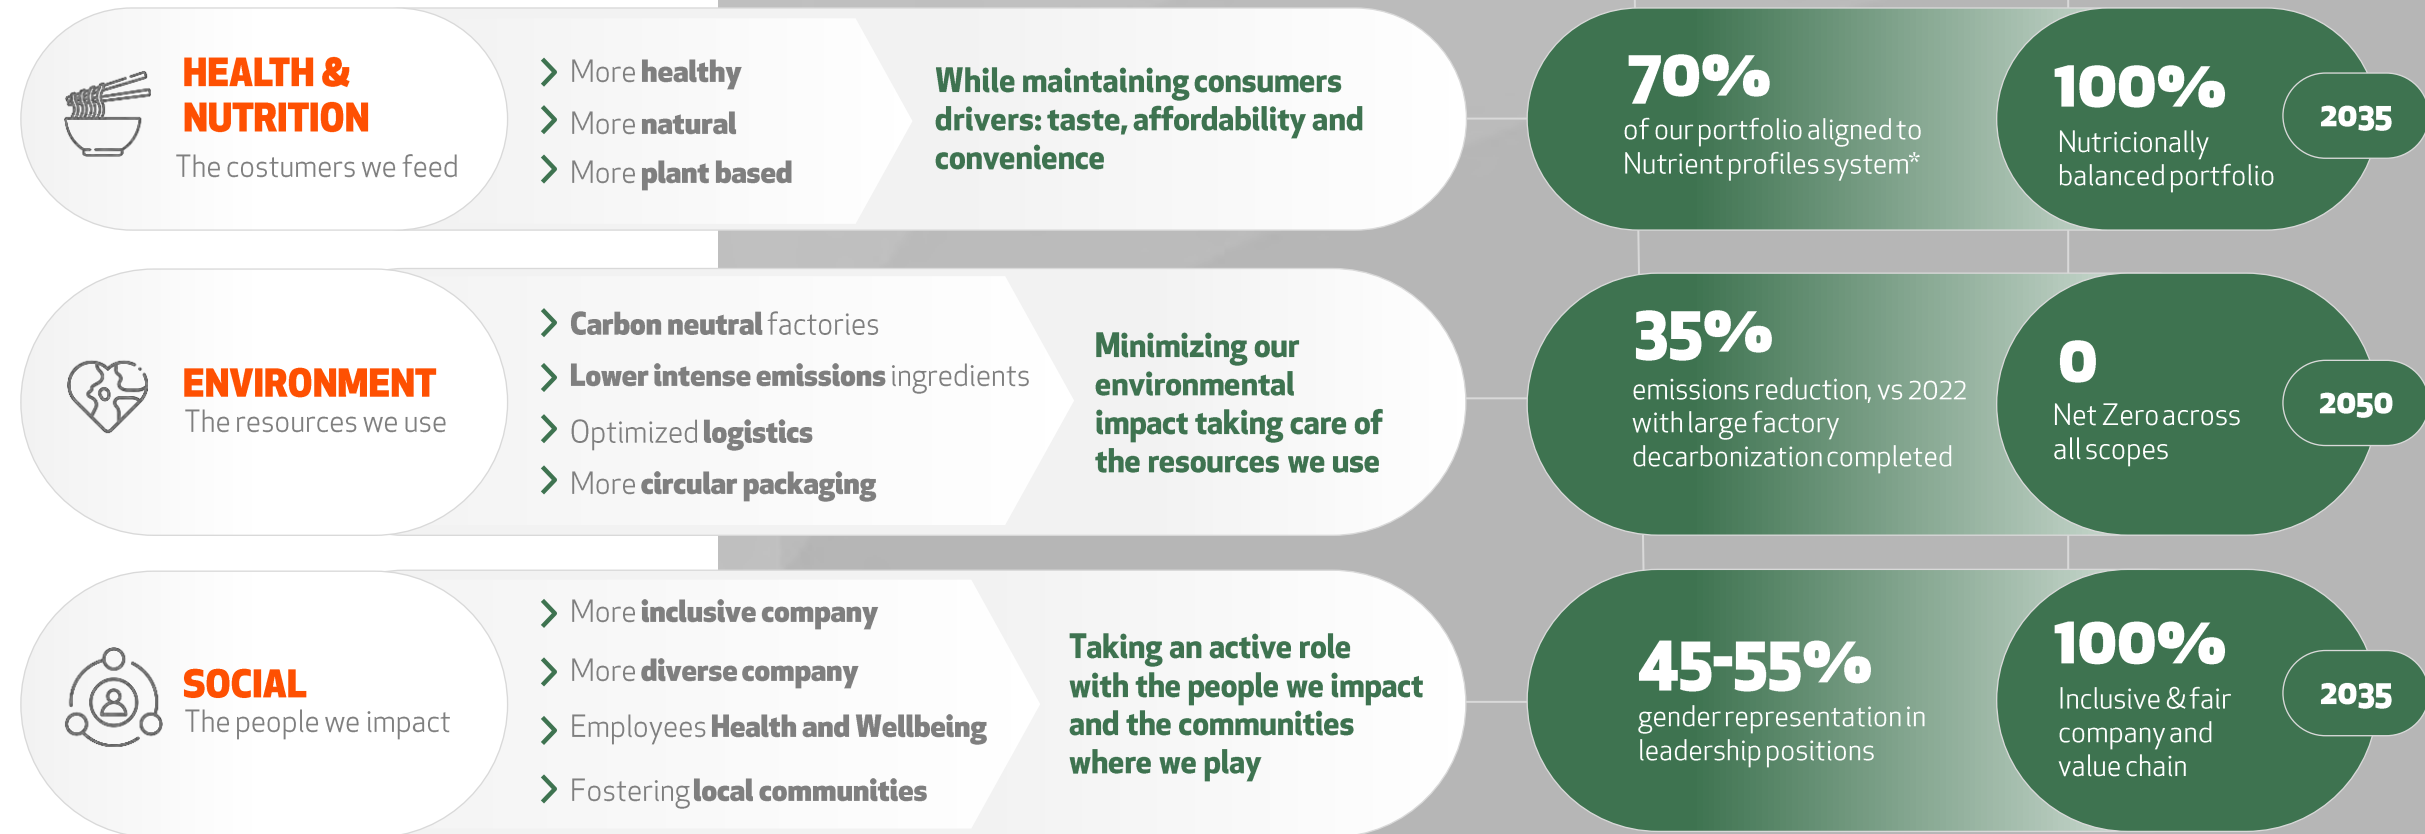 HEALTH &
NUTRITION
The costumers we feed
More healthy
More natural
More plant based
While maintaining consumers
drivers: taste, affordability and
convenience
70%
of our portfolio aligned to
Nutrient profiles system*
100%
Nutricionally
balanced portfolio
2035
ENVIRONMENT
The resources we use
Carbon neutral factories
Lower intense emissions ingredients
Optimized logistics
More circular packaging
Minimizing our
environmental
impact taking care of
the resources we use
35%
emissions reduction, vs 2022
with large factory
decarbonization completed
0
Net Zero across
all scopes
2050
SOCIAL
The people we impact
More inclusive company
More diverse company
Employees Health and Wellbeing
Fostering local communities
Taking an active role
with the people we impact
and the communities
where we play
45-55%
gender representation in
leadership positions
100%
Inclusive & fair
company and
value chain
2035